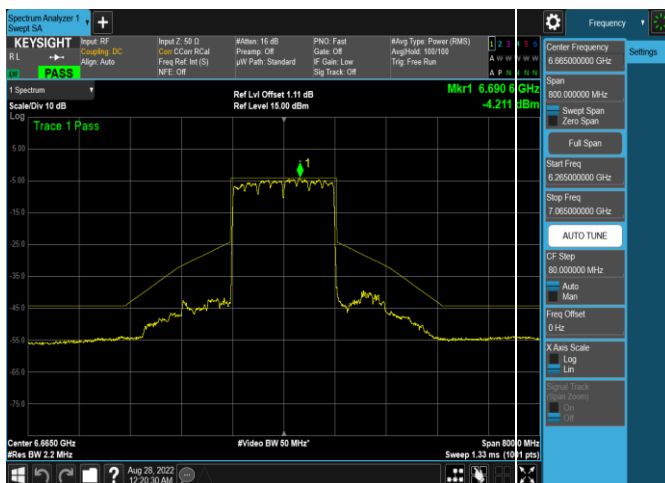 Spectrum Analyzer 1
Swept SA
+
Frequency
KEYSIGHT
RL
PASS
Input: RF
Coupling: DC
Align: Auto
Input Z: 50 Ω
Corr CCorr RCal
Freq Ref: Int (S)
NFE: Off
#Atten: 16 dB
Preamp: Off
µW Path: Standard
PNO: Fast
Gate: Off
IF Gain: Low
Sig Track: Off
#Avg Type: Power (RMS)
Avg|Hold: 100/100
Trig: Free Run
1 2 3 4 5 6
A W W W W W
A P N N N N
1 Spectrum
Scale/Div 10 dB
Log
Ref Lvl Offset 1.11 dB
Ref Level 15.00 dBm
Mkr1 6.690 6 GHz
-4.211 dBm
Trace 1 Pass
1
5.00
-5.00
-15.0
-25.0
-35.0
-45.0
-55.0
-65.0
-75.0
Center 6.6650 GHz
#Res BW 2.2 MHz
#Video BW 50 MHz*
Span 800.0 MHz
Sweep 1.33 ms (1001 pts)
Center Frequency
6.665000000 GHz
Span
800.000000 MHz
Swept Span
Zero Span
Full Span
Start Freq
6.265000000 GHz
Stop Freq
7.065000000 GHz
AUTO TUNE
CF Step
80.000000 MHz
Auto
Man
Freq Offset
0 Hz
X Axis Scale
Log
Lin
Signal Track
(Span Zoom)
On
Off
Settings
?
Aug 28, 2022
12:20:30 AM